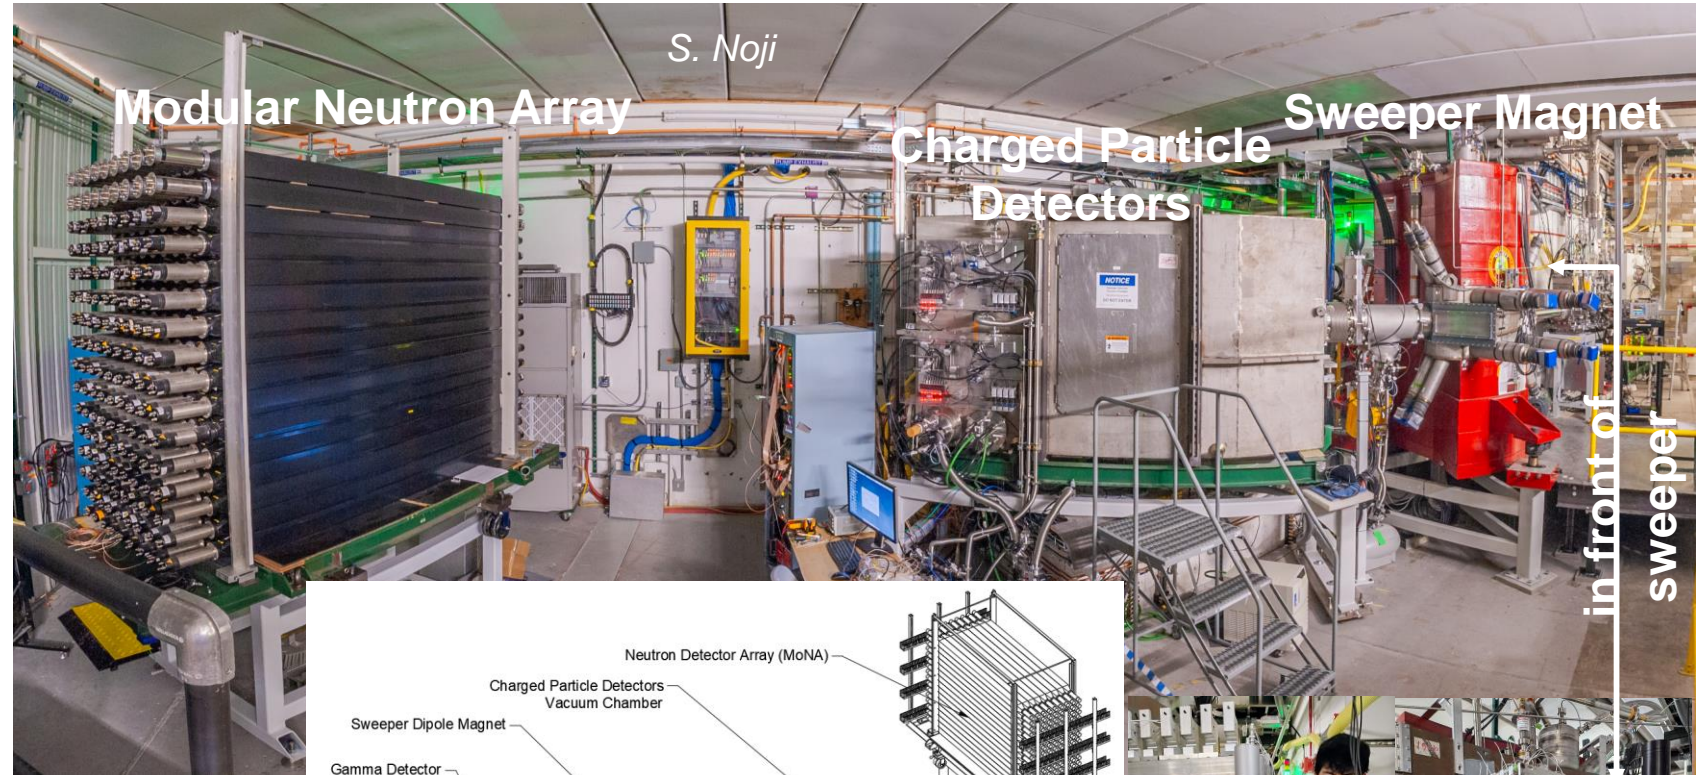 S. Noji
Modular Neutron Array
Sweeper Magnet
Charged Particle
Detectors
NOTICE
in front of
sweeper
Neutron Detector Array (MoNA)
Charged Particle Detectors
Vacuum Chamber
Sweeper Dipole Magnet
Gamma Detector